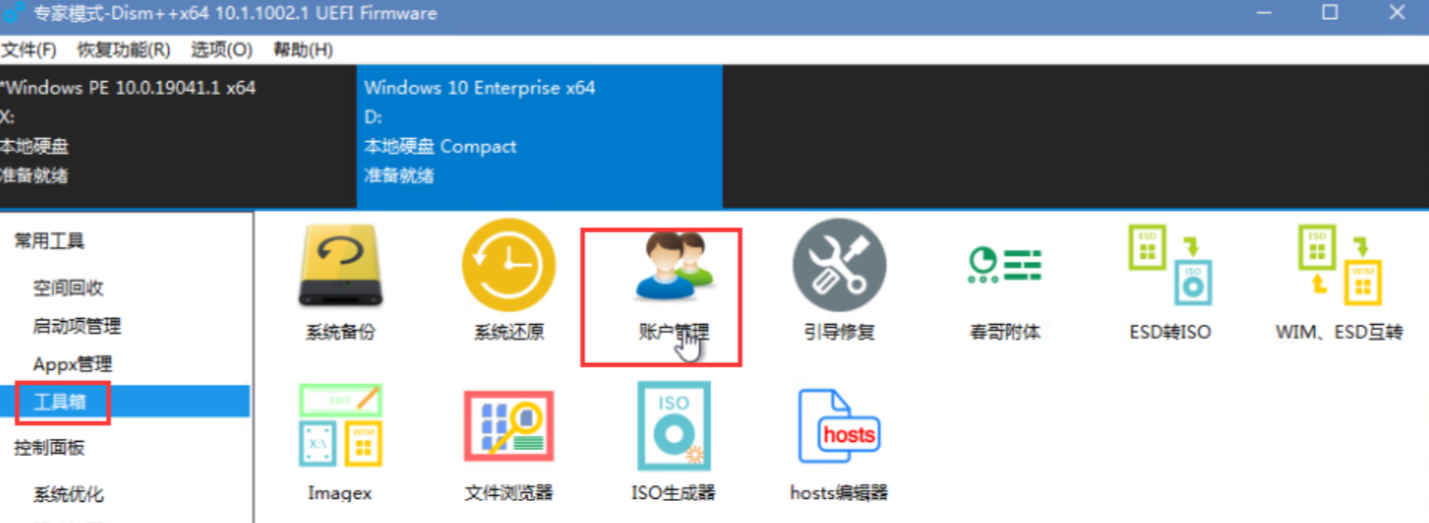 专家模式-Dism++x64 10.1.1002.1 UEFI Firmware
文件(F) 恢复功能(R) 选项(O) 帮助(H)
*Windows PE 10.0.19041.1 x64
X:
本地硬盘
准备就绪
Windows 10 Enterprise x64
D:
本地硬盘 Compact
准备就绪
常用工具
空间回收
启动项管理
Appx管理
工具箱
控制面板
系统优化
系统备份
系统还原
账户管理
引导修复
春哥附体
ESD
ISO
ESD转ISO
ESD
WIM
WIM、ESD互转
EDIT
X:\
WIM
Imagex
文件浏览器
ISO
ISO生成器
hosts
hosts编辑器